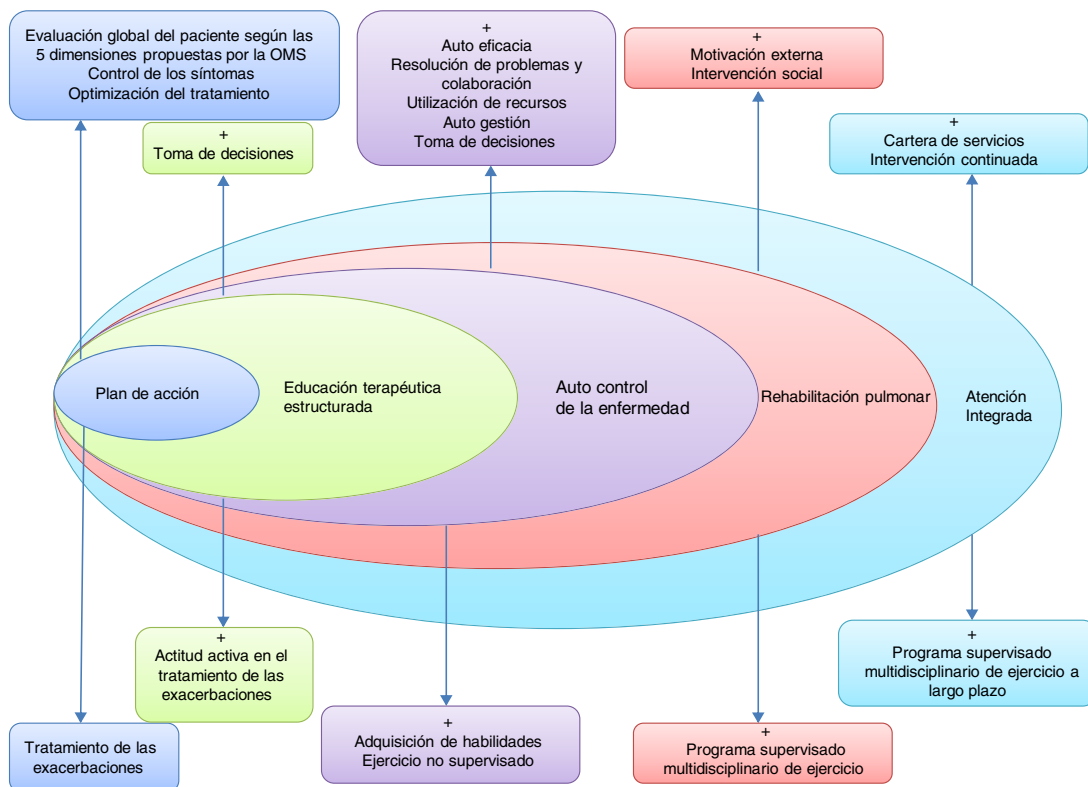 Evaluación global del paciente según las
5 dimensiones propuestas por la OMS
Control de los síntomas
Optimización del tratamiento
+
Toma de decisiones
+
Auto eficacia
Resolución de problemas y
colaboración
Utilización de recursos
Auto gestión
Toma de decisiones
+
Motivación externa
Intervención social
+
Cartera de servicios
Intervención continuada
Plan de acción
Educación terapéutica
estructurada
Auto control
de la enfermedad
Rehabilitación pulmonar
Atención
Integrada
Tratamiento de las
exacerbaciones
+
Actitud activa en el
tratamiento de las
exacerbaciones
+
Adquisición de habilidades
Ejercicio no supervisado
+
Programa supervisado
multidisciplinario de ejercicio
+
Programa supervisado
multidisciplinario de ejercicio a
largo plazo